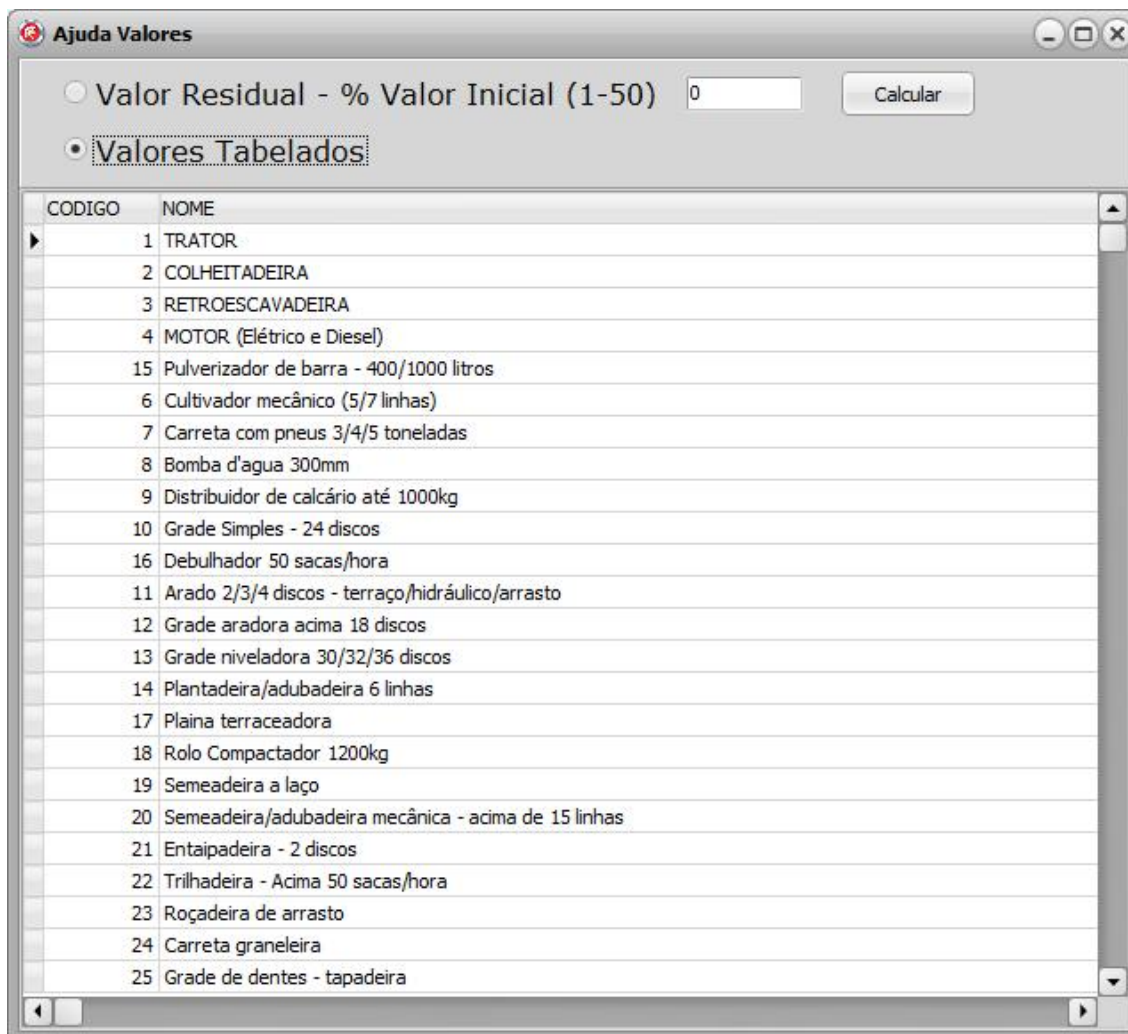 Ajuda Valores
Valor Residual - % Valor Inicial (1-50) 0 Calcular
Valores Tabelados
CODIGO NOME
1 TRATOR
2 COLHEITADEIRA
3 RETROESCAVADEIRA
4 MOTOR (Elétrico e Diesel)
15 Pulverizador de barra - 400/1000 litros
6 Cultivador mecânico (5/7 linhas)
7 Carreta com pneus 3/4/5 toneladas
8 Bomba d'agua 300mm
9 Distribuidor de calcário até 1000kg
10 Grade Simples - 24 discos
16 Debulhador 50 sacas/hora
11 Arado 2/3/4 discos - terraço/hidráulico/arrasto
12 Grade aradora acima 18 discos
13 Grade niveladora 30/32/36 discos
14 Plantadeira/adubadeira 6 linhas
17 Plaina terraceadora
18 Rolo Compactador 1200kg
19 Semeadeira a laço
20 Semeadeira/adubadeira mecânica - acima de 15 linhas
21 Entaipadeira - 2 discos
22 Trilhadeira - Acima 50 sacas/hora
23 Roçadeira de arrasto
24 Carreta graneleira
25 Grade de dentes - tapadeira